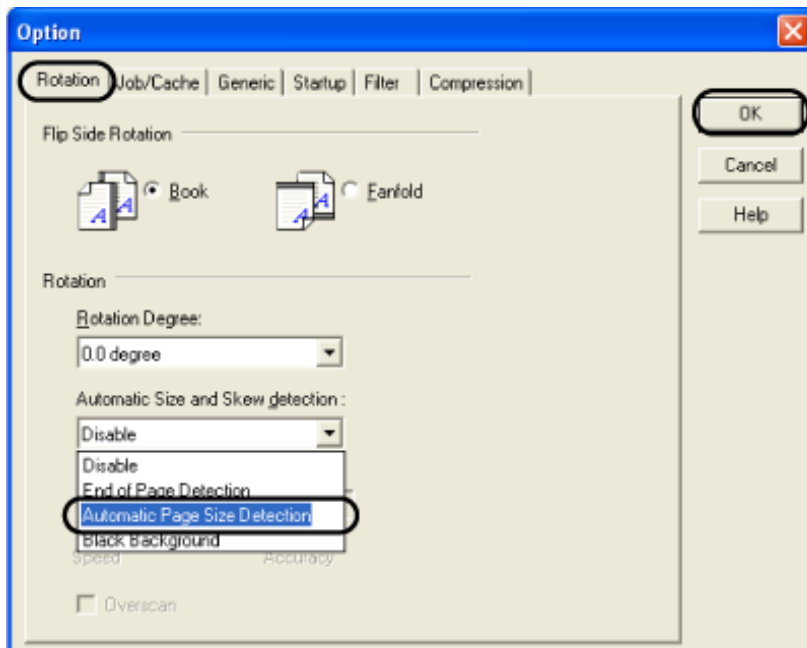 Option
Rotation Job/Cache Generic Startup Filter Compression
OK
Cancel
Help
Flip Side Rotation
A A Book A A Fanfold
Rotation
Rotation Degree:
0.0 degree
Automatic Size and Skew detection :
Disable
Disable
End of Page Detection
Automatic Page Size Detection
Black Background
Speed Accuracy
Overscan